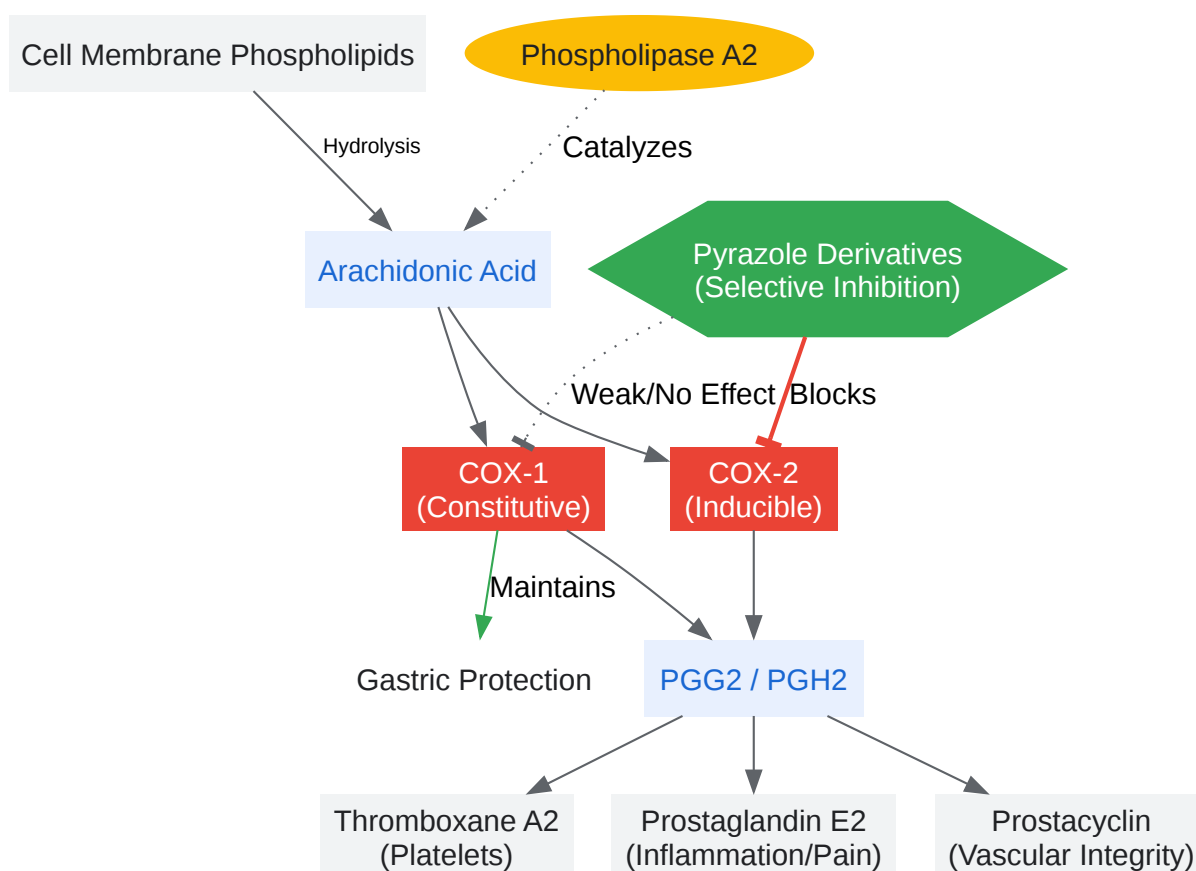 Cell Membrane Phospholipids
Phospholipase A2
Hydrolysis
Catalyzes
Arachidonic Acid
Pyrazole Derivatives
(Selective Inhibition)
Weak/No Effect
Blocks
COX-1
(Constitutive)
COX-2
(Inducible)
Maintains
Gastric Protection
PGG2 / PGH2
Thromboxane A2
(Platelets)
Prostaglandin E2
(Inflammation/Pain)
Prostacyclin
(Vascular Integrity)